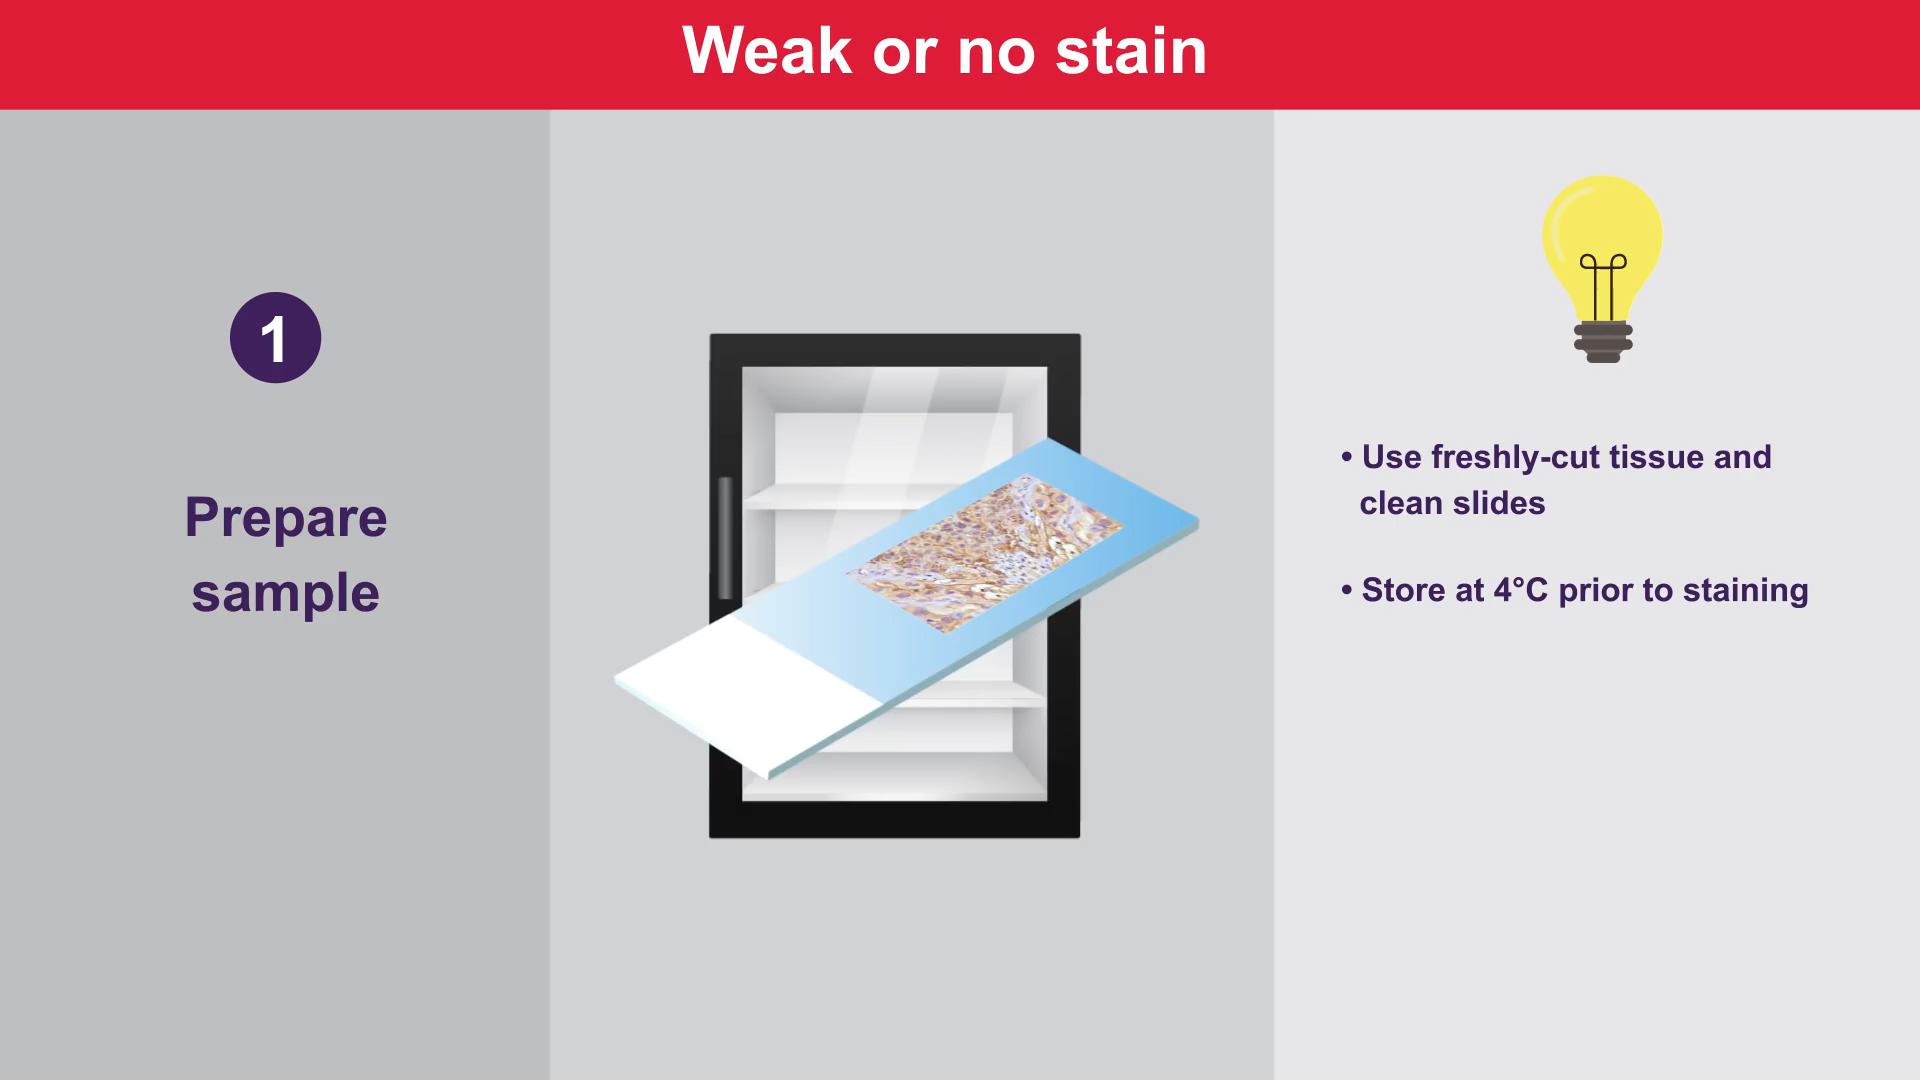 Weak or no stain
1
Prepare
sample
• Use freshly-cut tissue and
clean slides
• Store at 4°C prior to staining